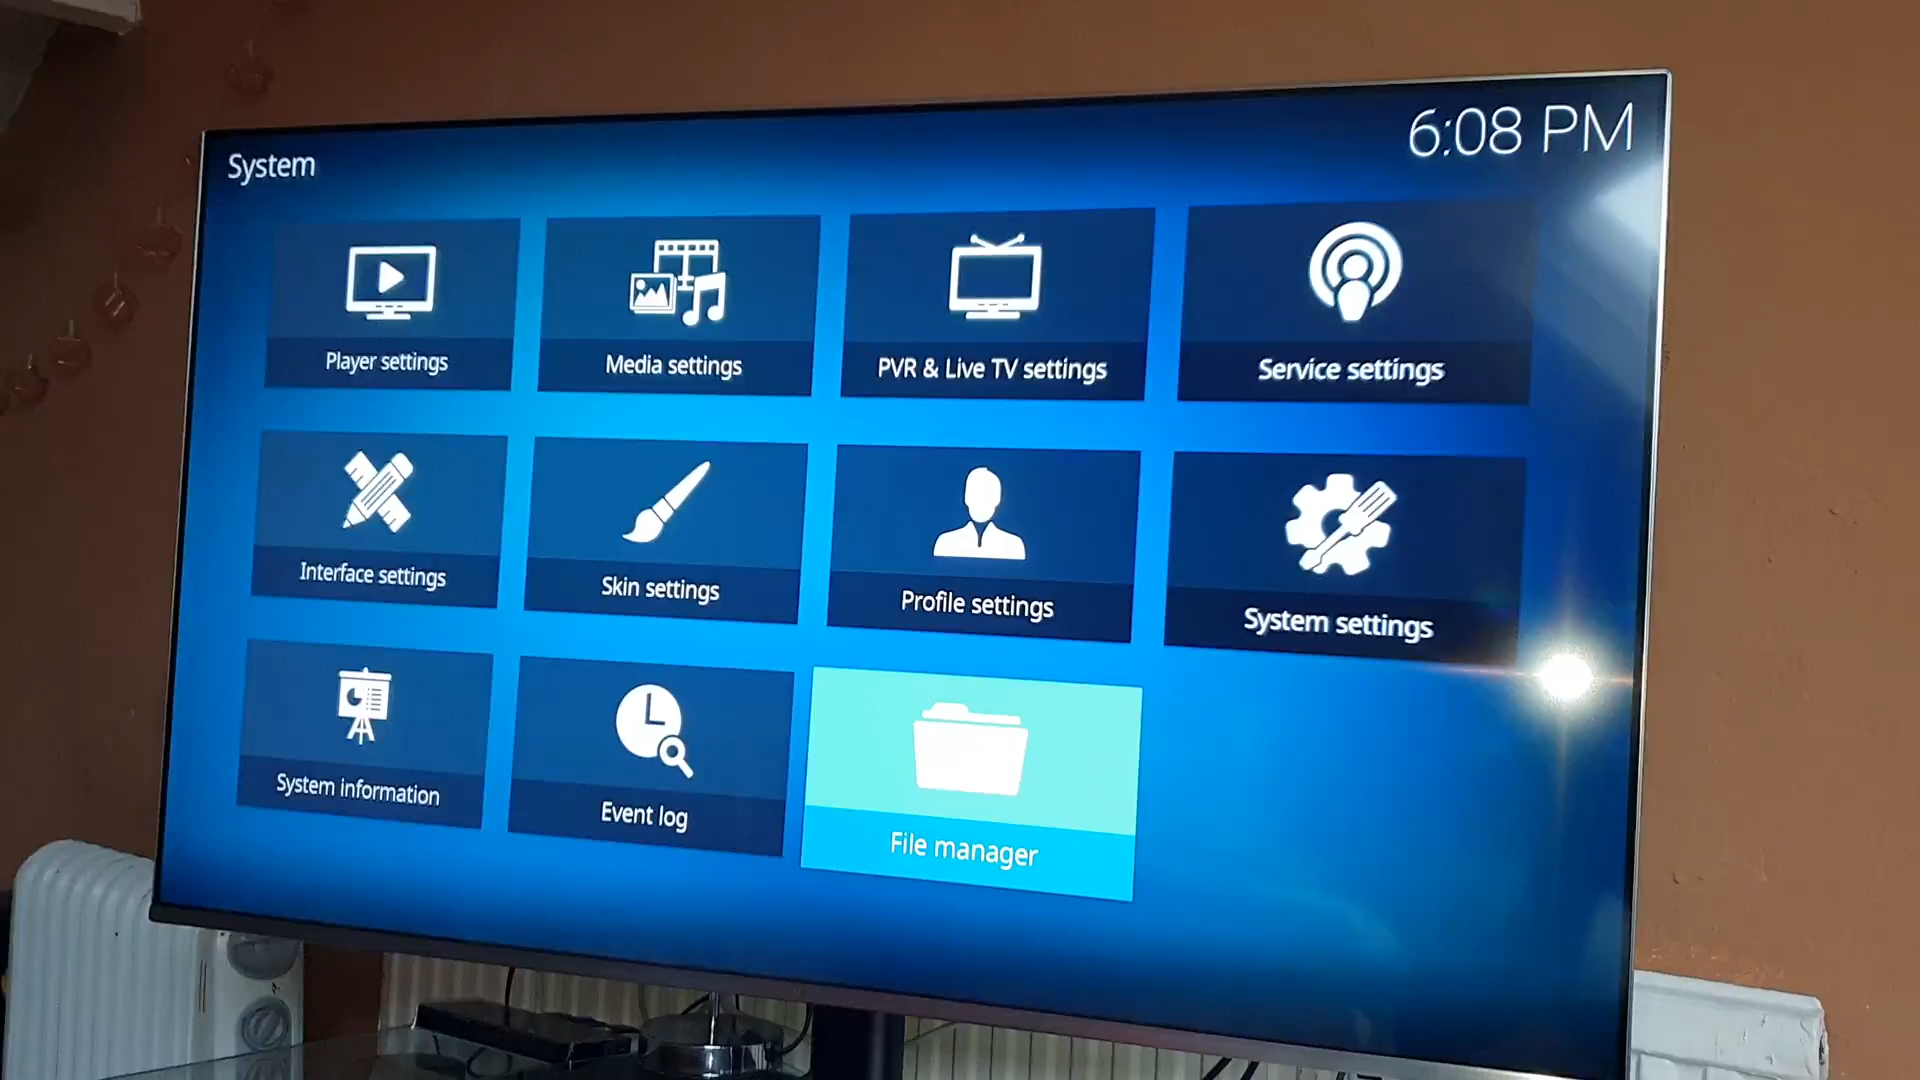 System
6:08 PM
Player settings
Media settings
PVR & Live TV settings
Service settings
Interface settings
Skin settings
Profile settings
System settings
System information
Event log
File manager